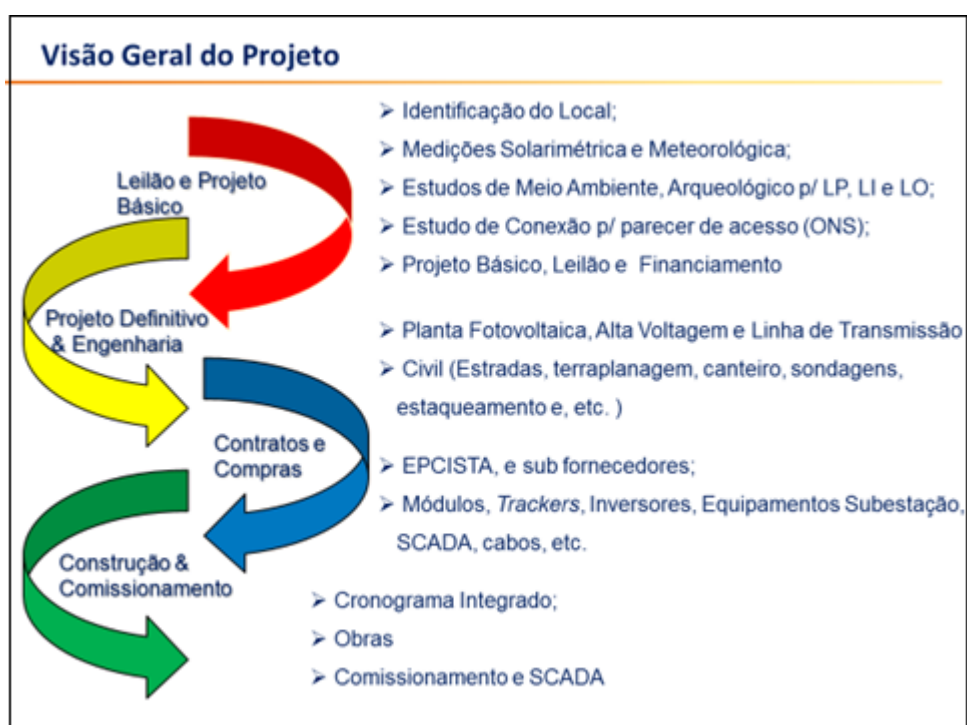 Visão Geral do Projeto
Leilão e Projeto
Básico
➢ Identificação do Local;
➢ Medições Solarimétrica e Meteorológica;
➢ Estudos de Meio Ambiente, Arqueológico p/ LP, LI e LO;
➢ Estudo de Conexão p/ parecer de acesso (ONS);
➢ Projeto Básico, Leilão e Financiamento
Projeto Definitivo
& Engenharia
➢ Planta Fotovoltaica, Alta Voltagem e Linha de Transmissão
➢ Civil (Estradas, terraplanagem, canteiro, sondagens,
estaqueamento e, etc. )
Contratos e
Compras
➢ EPCISTA, e sub fornecedores;
➢ Módulos, Trackers, Inversores, Equipamentos Subestação,
SCADA, cabos, etc.
Construção &
Comissionamento
➢ Cronograma Integrado;
➢ Obras
➢ Comissionamento e SCADA